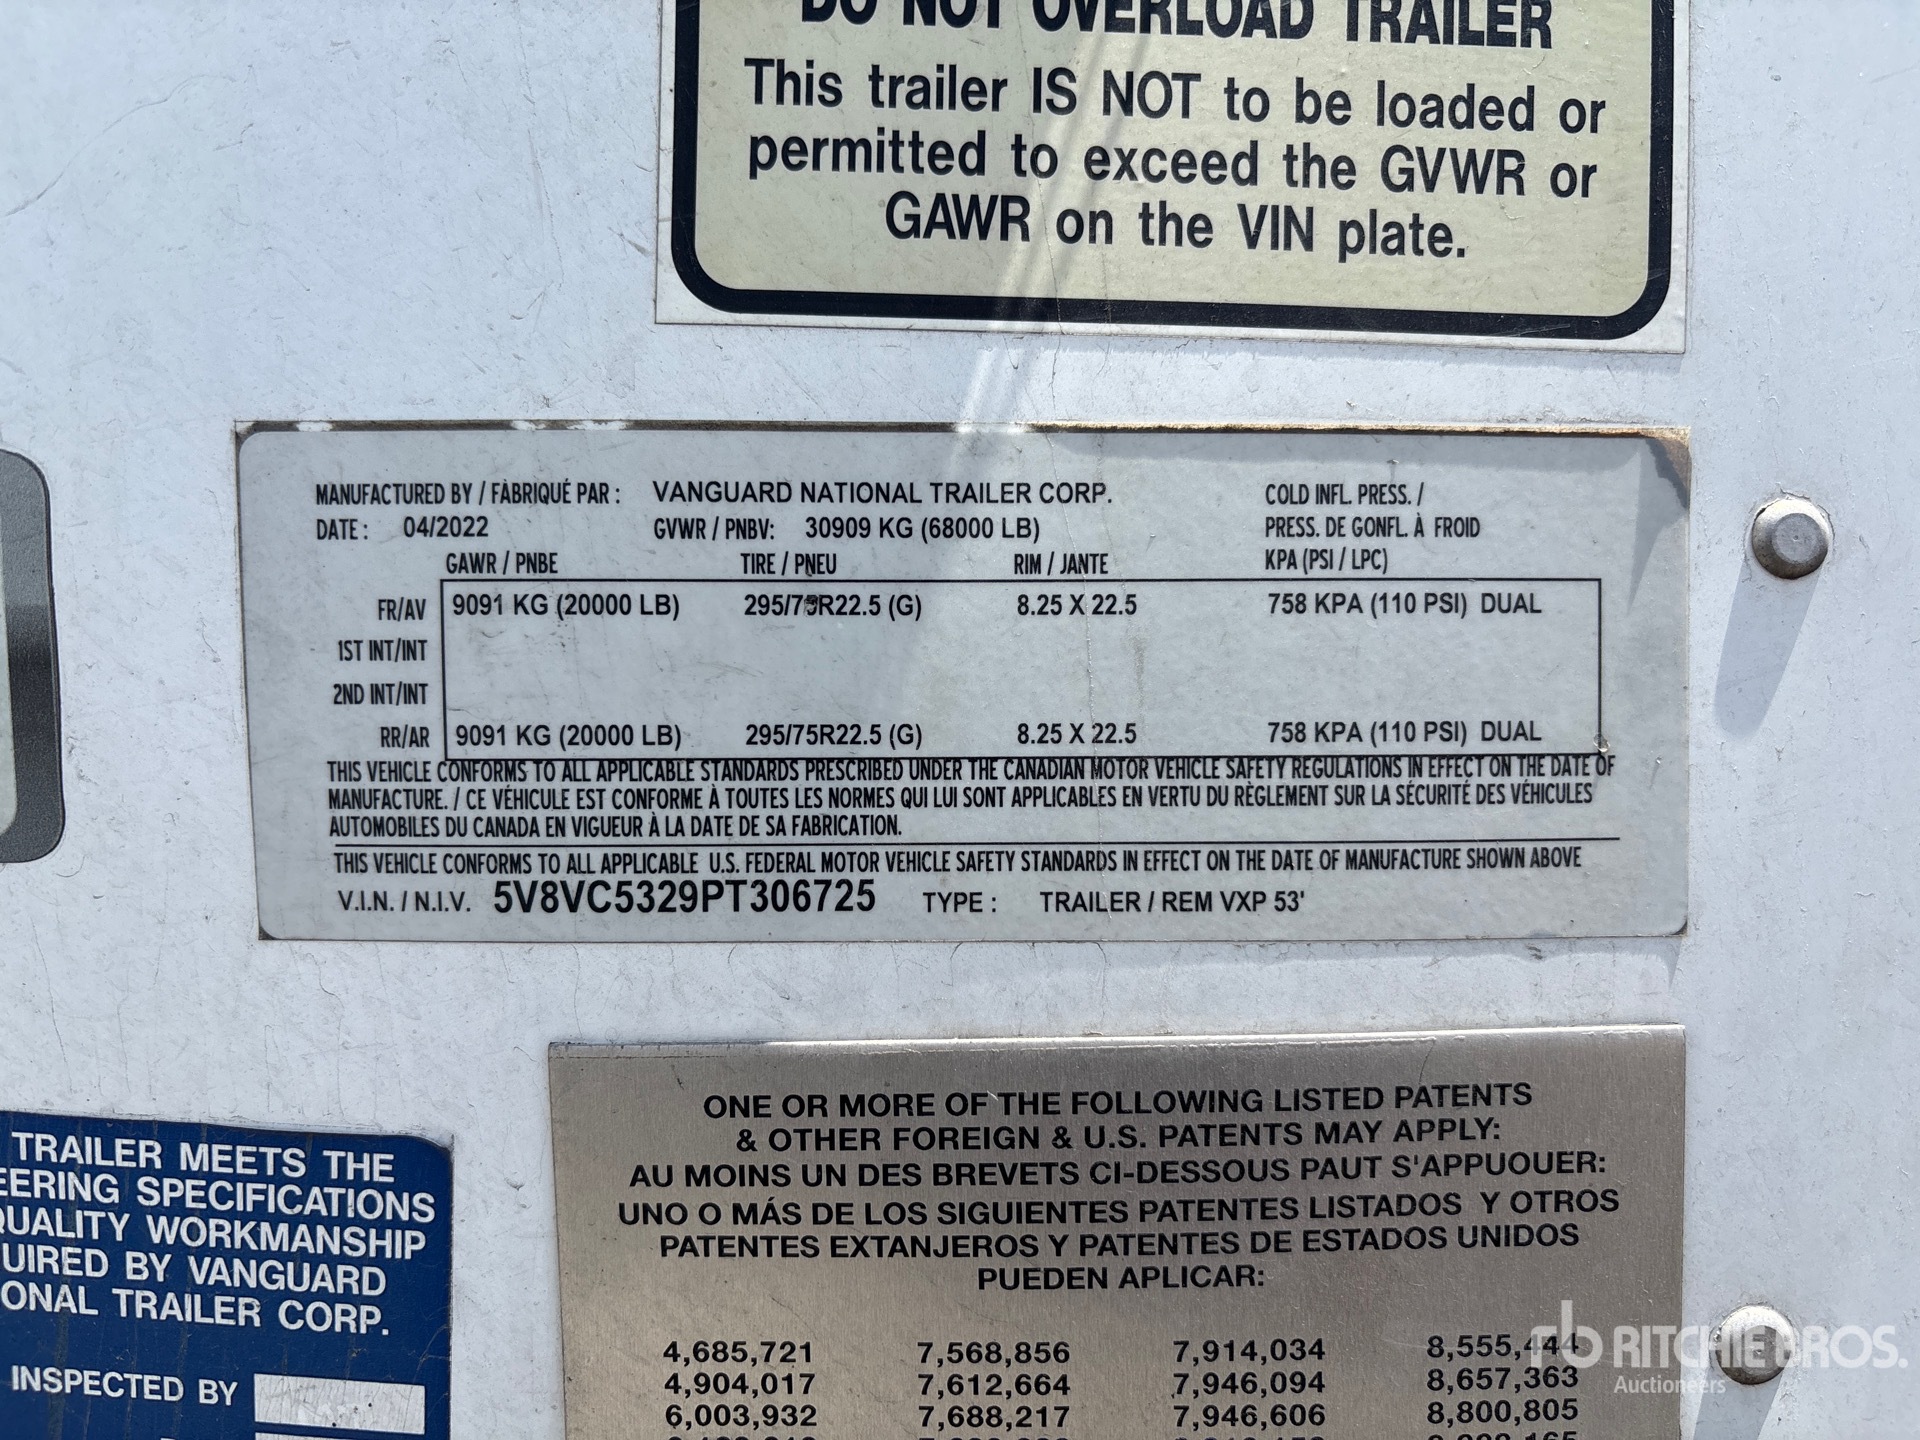 DO NOT OVERLOAD TRAILER
This trailer IS NOT to be loaded or
permitted to exceed the GVWR or
GAWR on the VIN plate.
MANUFACTURED BY / FABRIQUÉ PAR : VANGUARD NATIONAL TRAILER CORP. COLD INFL. PRESS. /
DATE : 04/2022 GVWR / PNBV: 30909 KG (68000 LB) PRESS. DE GONFL. À FROID
GAWR / PNBE TIRE / PNEU RIM / JANTE KPA (PSI / LPC)
FR/AV 9091 KG (20000 LB) 295/75R22.5 (G) 8.25 X 22.5 758 KPA (110 PSI) DUAL
1ST INT/INT
2ND INT/INT
RR/AR 9091 KG (20000 LB) 295/75R22.5 (G) 8.25 X 22.5 758 KPA (110 PSI) DUAL
THIS VEHICLE CONFORMS TO ALL APPLICABLE STANDARDS PRESCRIBED UNDER THE CANADIAN MOTOR VEHICLE SAFETY REGULATIONS IN EFFECT ON THE DATE OF
MANUFACTURE. / CE VÉHICULE EST CONFORME À TOUTES LES NORMES QUI LUI SONT APPLICABLES EN VERTU DU RÈGLEMENT SUR LA SÉCURITÉ DES VÉHICULES
AUTOMOBILES DU CANADA EN VIGUEUR À LA DATE DE SA FABRICATION.
THIS VEHICLE CONFORMS TO ALL APPLICABLE U.S. FEDERAL MOTOR VEHICLE SAFETY STANDARDS IN EFFECT ON THE DATE OF MANUFACTURE SHOWN ABOVE
V.I.N. / N.I.V. 5V8VC5329PT306725 TYPE : TRAILER / REM VXP 53'
TRAILER MEETS THE
EERING SPECIFICATIONS
QUALITY WORKMANSHIP
UIRED BY VANGUARD
ONAL TRAILER CORP.
INSPECTED BY
ONE OR MORE OF THE FOLLOWING LISTED PATENTS
& OTHER FOREIGN & U.S. PATENTS MAY APPLY:
AU MOINS UN DES BREVETS CI-DESSOUS PAUT S'APPUOUER:
UNO O MÁS DE LOS SIGUIENTES PATENTES LISTADOS Y OTROS
PATENTES EXTANJEROS Y PATENTES DE ESTADOS UNIDOS
PUEDEN APLICAR:
4,685,721 7,568,856 7,914,034 8,555,444
4,904,017 7,612,664 7,946,094 8,657,363
6,003,932 7,688,217 7,946,606 8,800,805
rb RITCHIE BROS.
Auctioneers